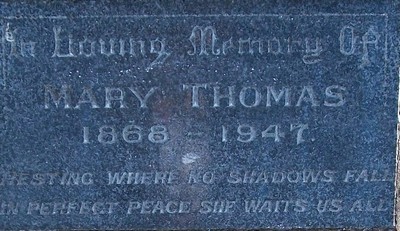 In Loving Memory Of
MARY THOMAS
1868 - 1947.
RESTING WHERE NO SHADOWS FALL
IN PERFECT PEACE SHE WAITS US ALL